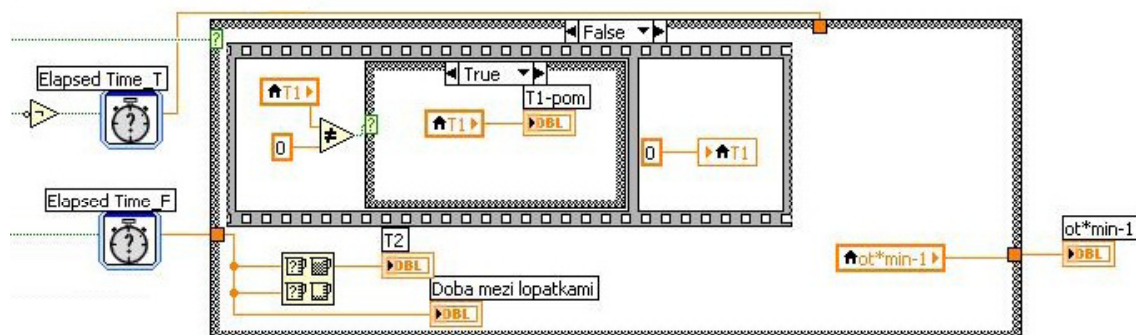 False
Elapsed Time_T
True
T1
T1-pom
0
T1
DBL
0
T1
Elapsed Time_F
T2
DBL
ot*min-1
ot*min-1
DBL
Doba mezi lopatkami
DBL